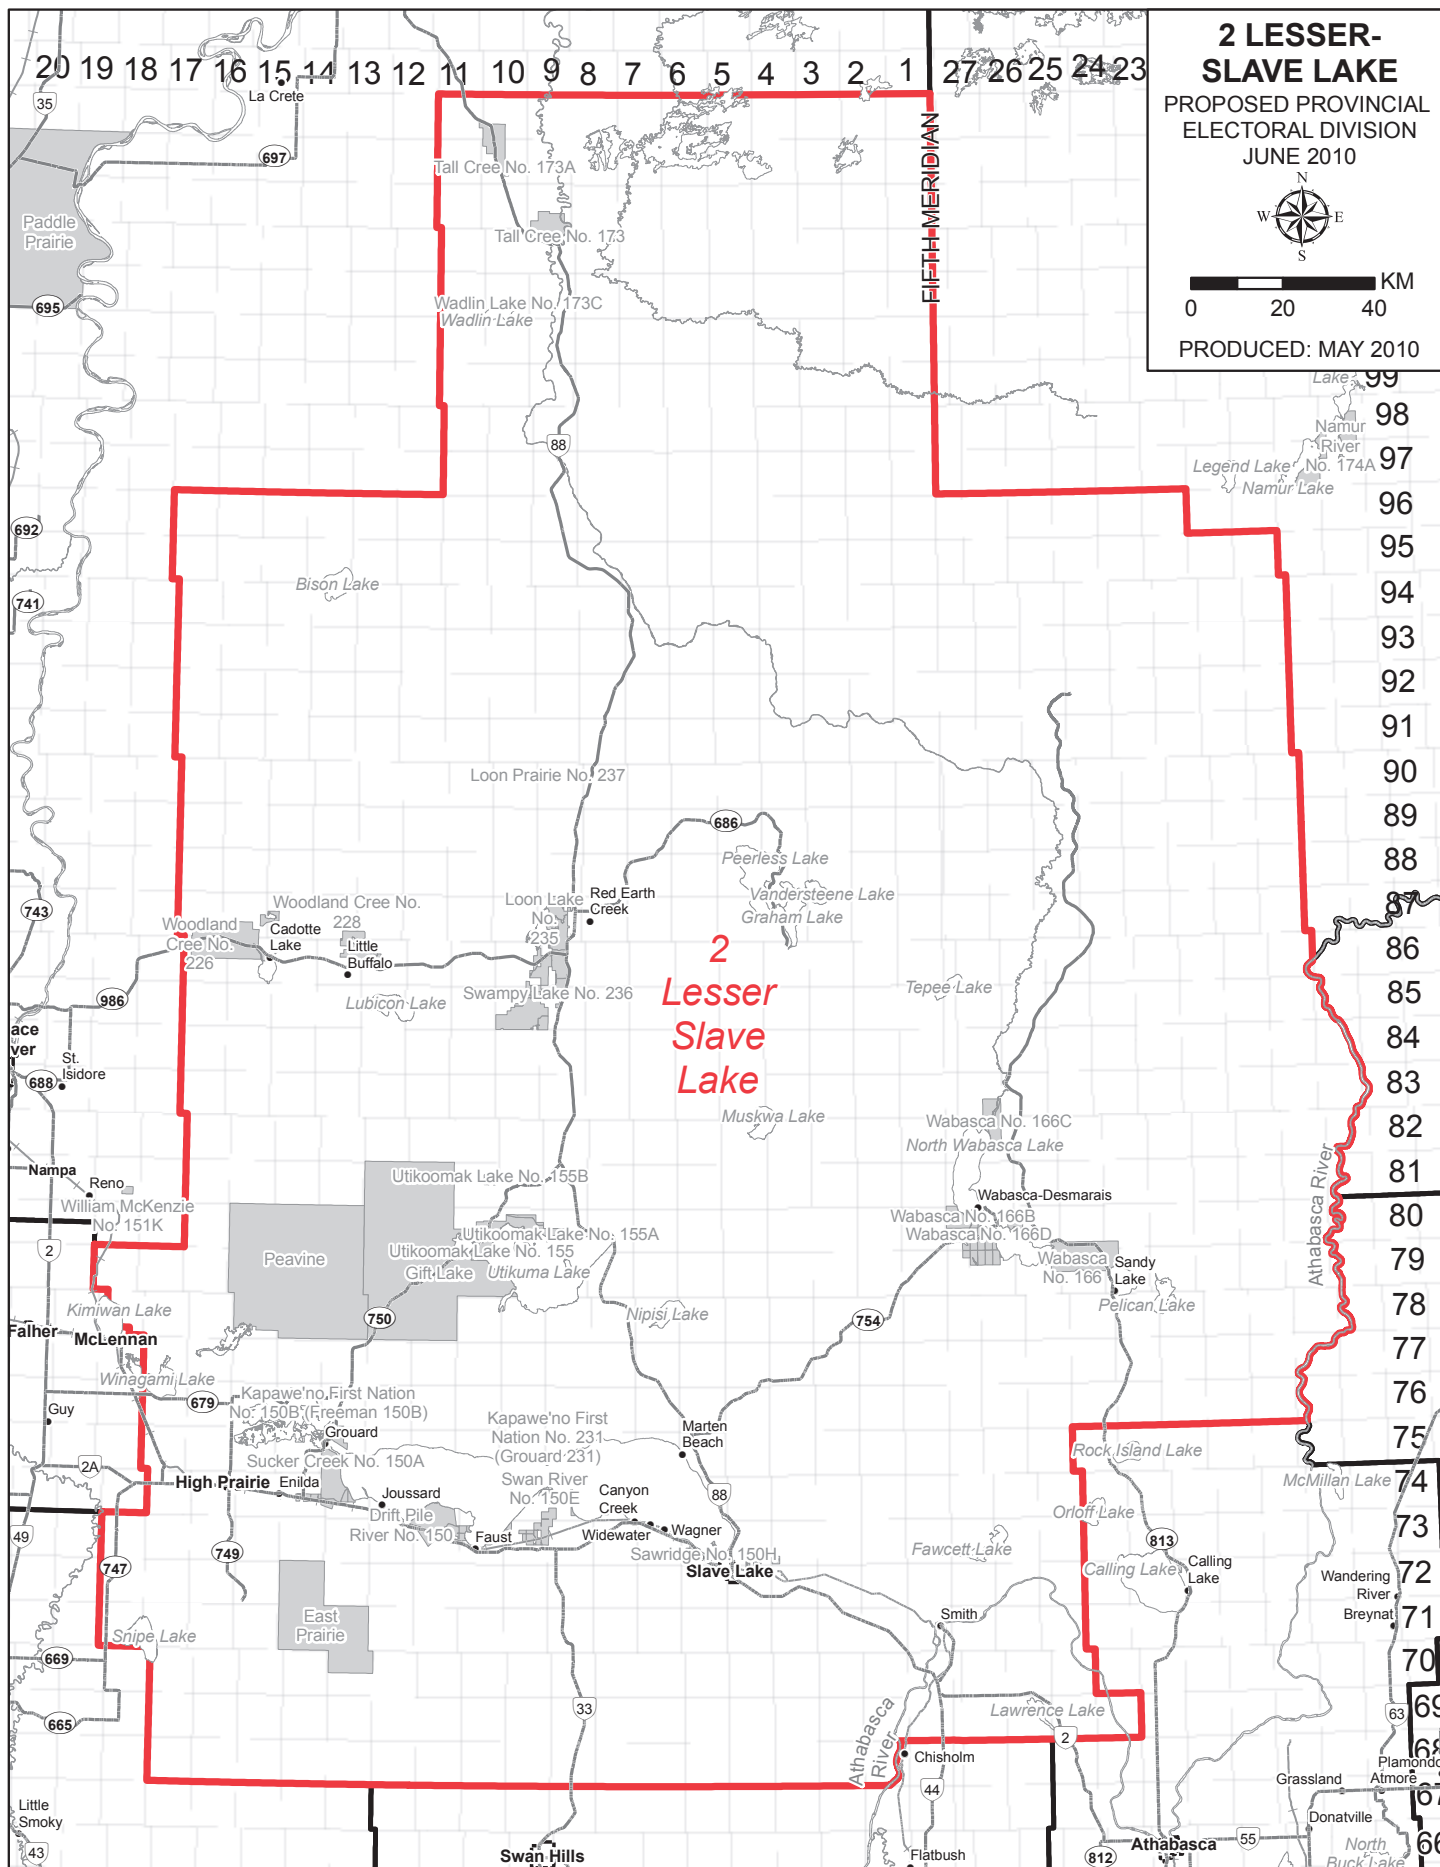 2 LESSER-
SLAVE LAKE
PROPOSED PROVINCIAL
ELECTORAL DIVISION
JUNE 2010
N
W E
S
KM
0 20 40
PRODUCED: MAY 2010
20 19 18 17 16 15 14 13 12 11 10 9 8 7 6 5 4 3 2 1 27 26 25 24 23
La Crete
35
697
Tall Cree No. 173A
FIFTH MERIDIAN
Paddle
Prairie
Tall Cree No. 173
695
Wadlin Lake No. 173C
Wadlin Lake
Lake
99
98
Namur
River
No. 174A
97
88
Legend Lake
Namur Lake
96
692
95
Bison Lake
94
741
93
92
91
Loon Prairie No. 237
90
686
89
Peerless Lake
88
Vandersteene Lake
Graham Lake
87
743
Woodland Cree No.
228
Loon Lake
No.
235
Red Earth
Creek
Woodland
Cree No.
226
Cadotte
Lake
Little
Buffalo
86
2
Lesser
Slave
Lake
Tepee Lake
85
986
Lubicon Lake
Swampy Lake No. 236
ace
ver
84
St.
Isidore
688
83
Muskwa Lake
Wabasca No. 166C
82
North Wabasca Lake
Athabasca River
Nampa
Reno
81
Utikoomak Lake No. 155B
William McKenzie
No. 151K
Wabasca-Desmarais
Wabasca No. 166B
Wabasca No. 166D
80
2
Peavine
Utikoomak Lake No. 155A
Utikoomak Lake No. 155
Gift Lake
Utikuma Lake
Wabasca
No. 166
Sandy
Lake
79
Kimiwan Lake
Nipisi Lake
Pelican Lake
78
750
754
Falher
McLennan
77
Winagami Lake
679
76
Guy
Kapawe'no First Nation
No. 150B (Freeman 150B)
Grouard
Kapawe'no First
Nation No. 231
(Grouard 231)
Marten
Beach
75
Rock Island Lake
2A
Sucker Creek No. 150A
High Prairie
Enilda
Swan River
No. 150E
McMillan Lake
74
Joussard
Canyon
Creek
88
Drift Pile
River No. 150
Orloff Lake
49
Faust
Widewater
Wagner
73
813
747
749
Sawridge No. 150H
Slave Lake
Fawcett Lake
Calling Lake
Calling
Lake
Wandering
River
72
East
Prairie
Smith
Breynat
71
Snipe Lake
669
70
33
Lawrence Lake
69
665
63
2
Athabasca
River
Chisholm
68
Plamondo
Grassland
Atmore
44
67
Little
Smoky
Donatville
43
Swan Hills
Flatbush
812
Athabasca
55
North
Buck Lake
66